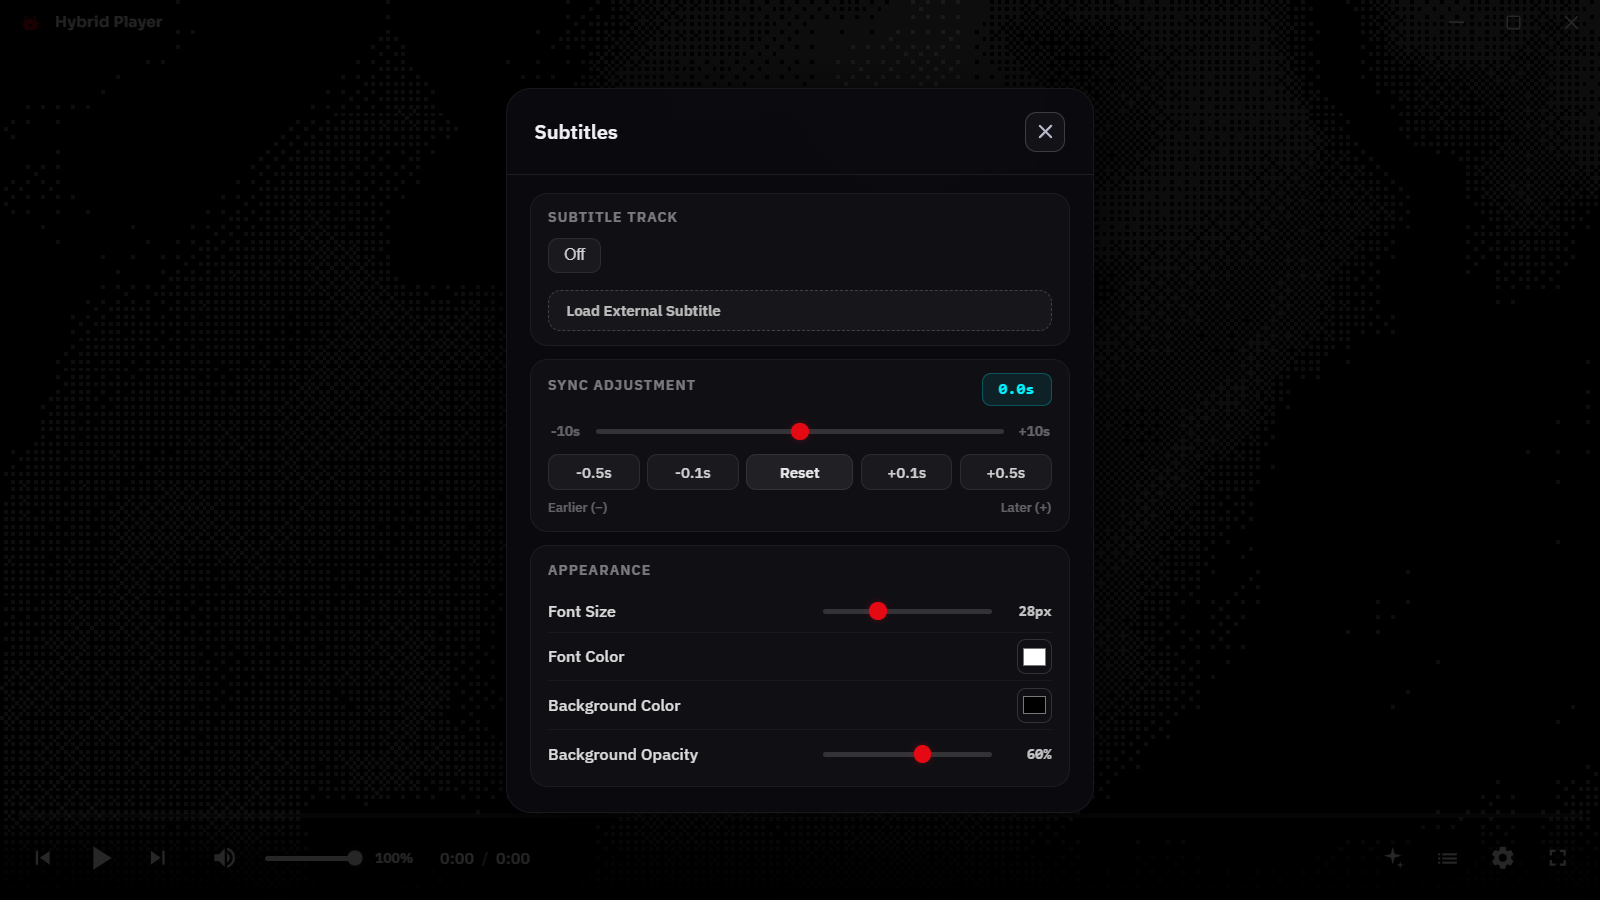 Hybrid Player
Subtitles
SUBTITLE TRACK
Off
Load External Subtitle
SYNC ADJUSTMENT
0.0s
-10s
+10s
-0.5s
-0.1s
Reset
+0.1s
+0.5s
Earlier (−)
Later (+)
APPEARANCE
Font Size
28px
Font Color
Background Color
Background Opacity
60%
100%
0:00 / 0:00